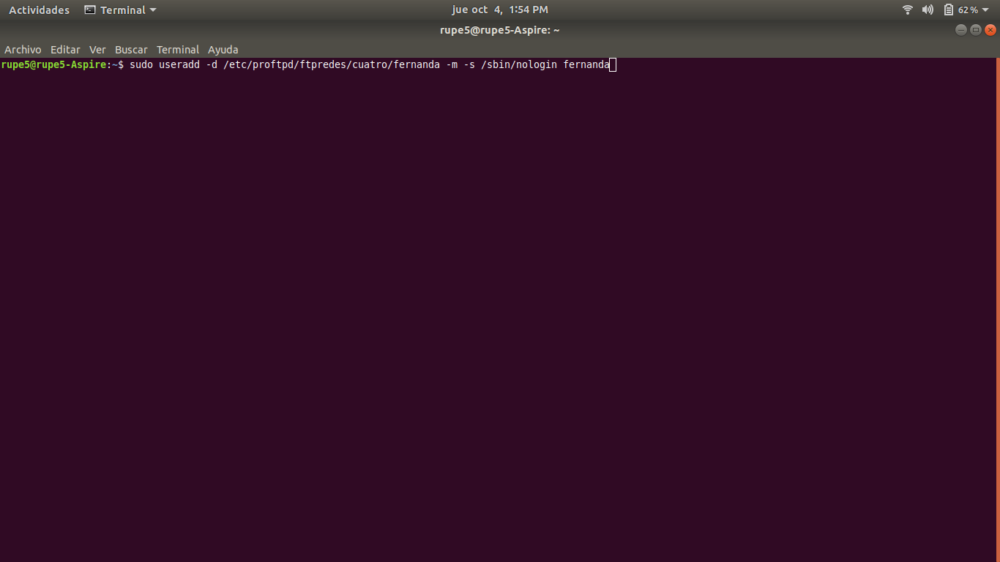 Actividades Terminal jue oct 4, 1:54 PM 62%
rupe5@rupe5-Aspire: ~
Archivo Editar Ver Buscar Terminal Ayuda
rupe5@rupe5-Aspire:~$ sudo useradd -d /etc/proftpd/ftpredes/cuatro/fernanda -m -s /sbin/nologin fernanda